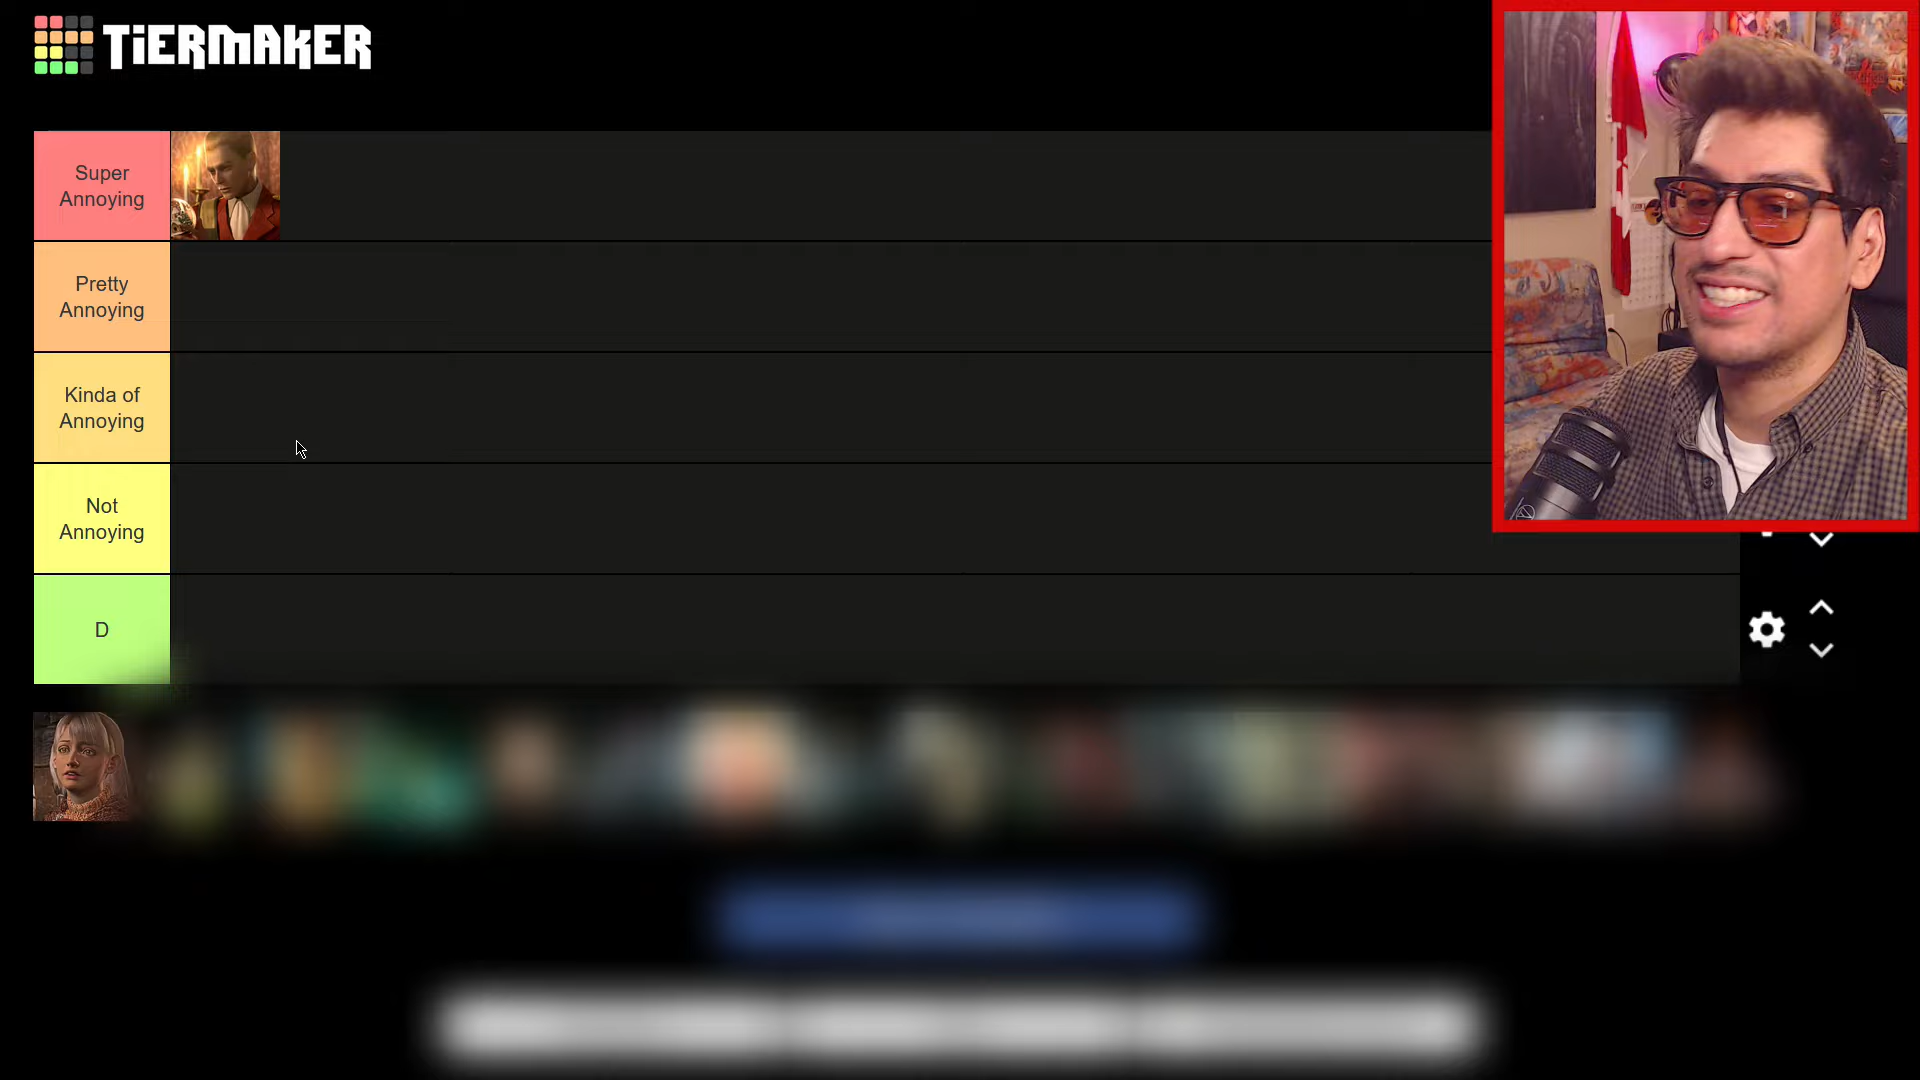 TiERMAKER
Super
Annoying
Pretty
Annoying
Kinda of
Annoying
Not
Annoying
D